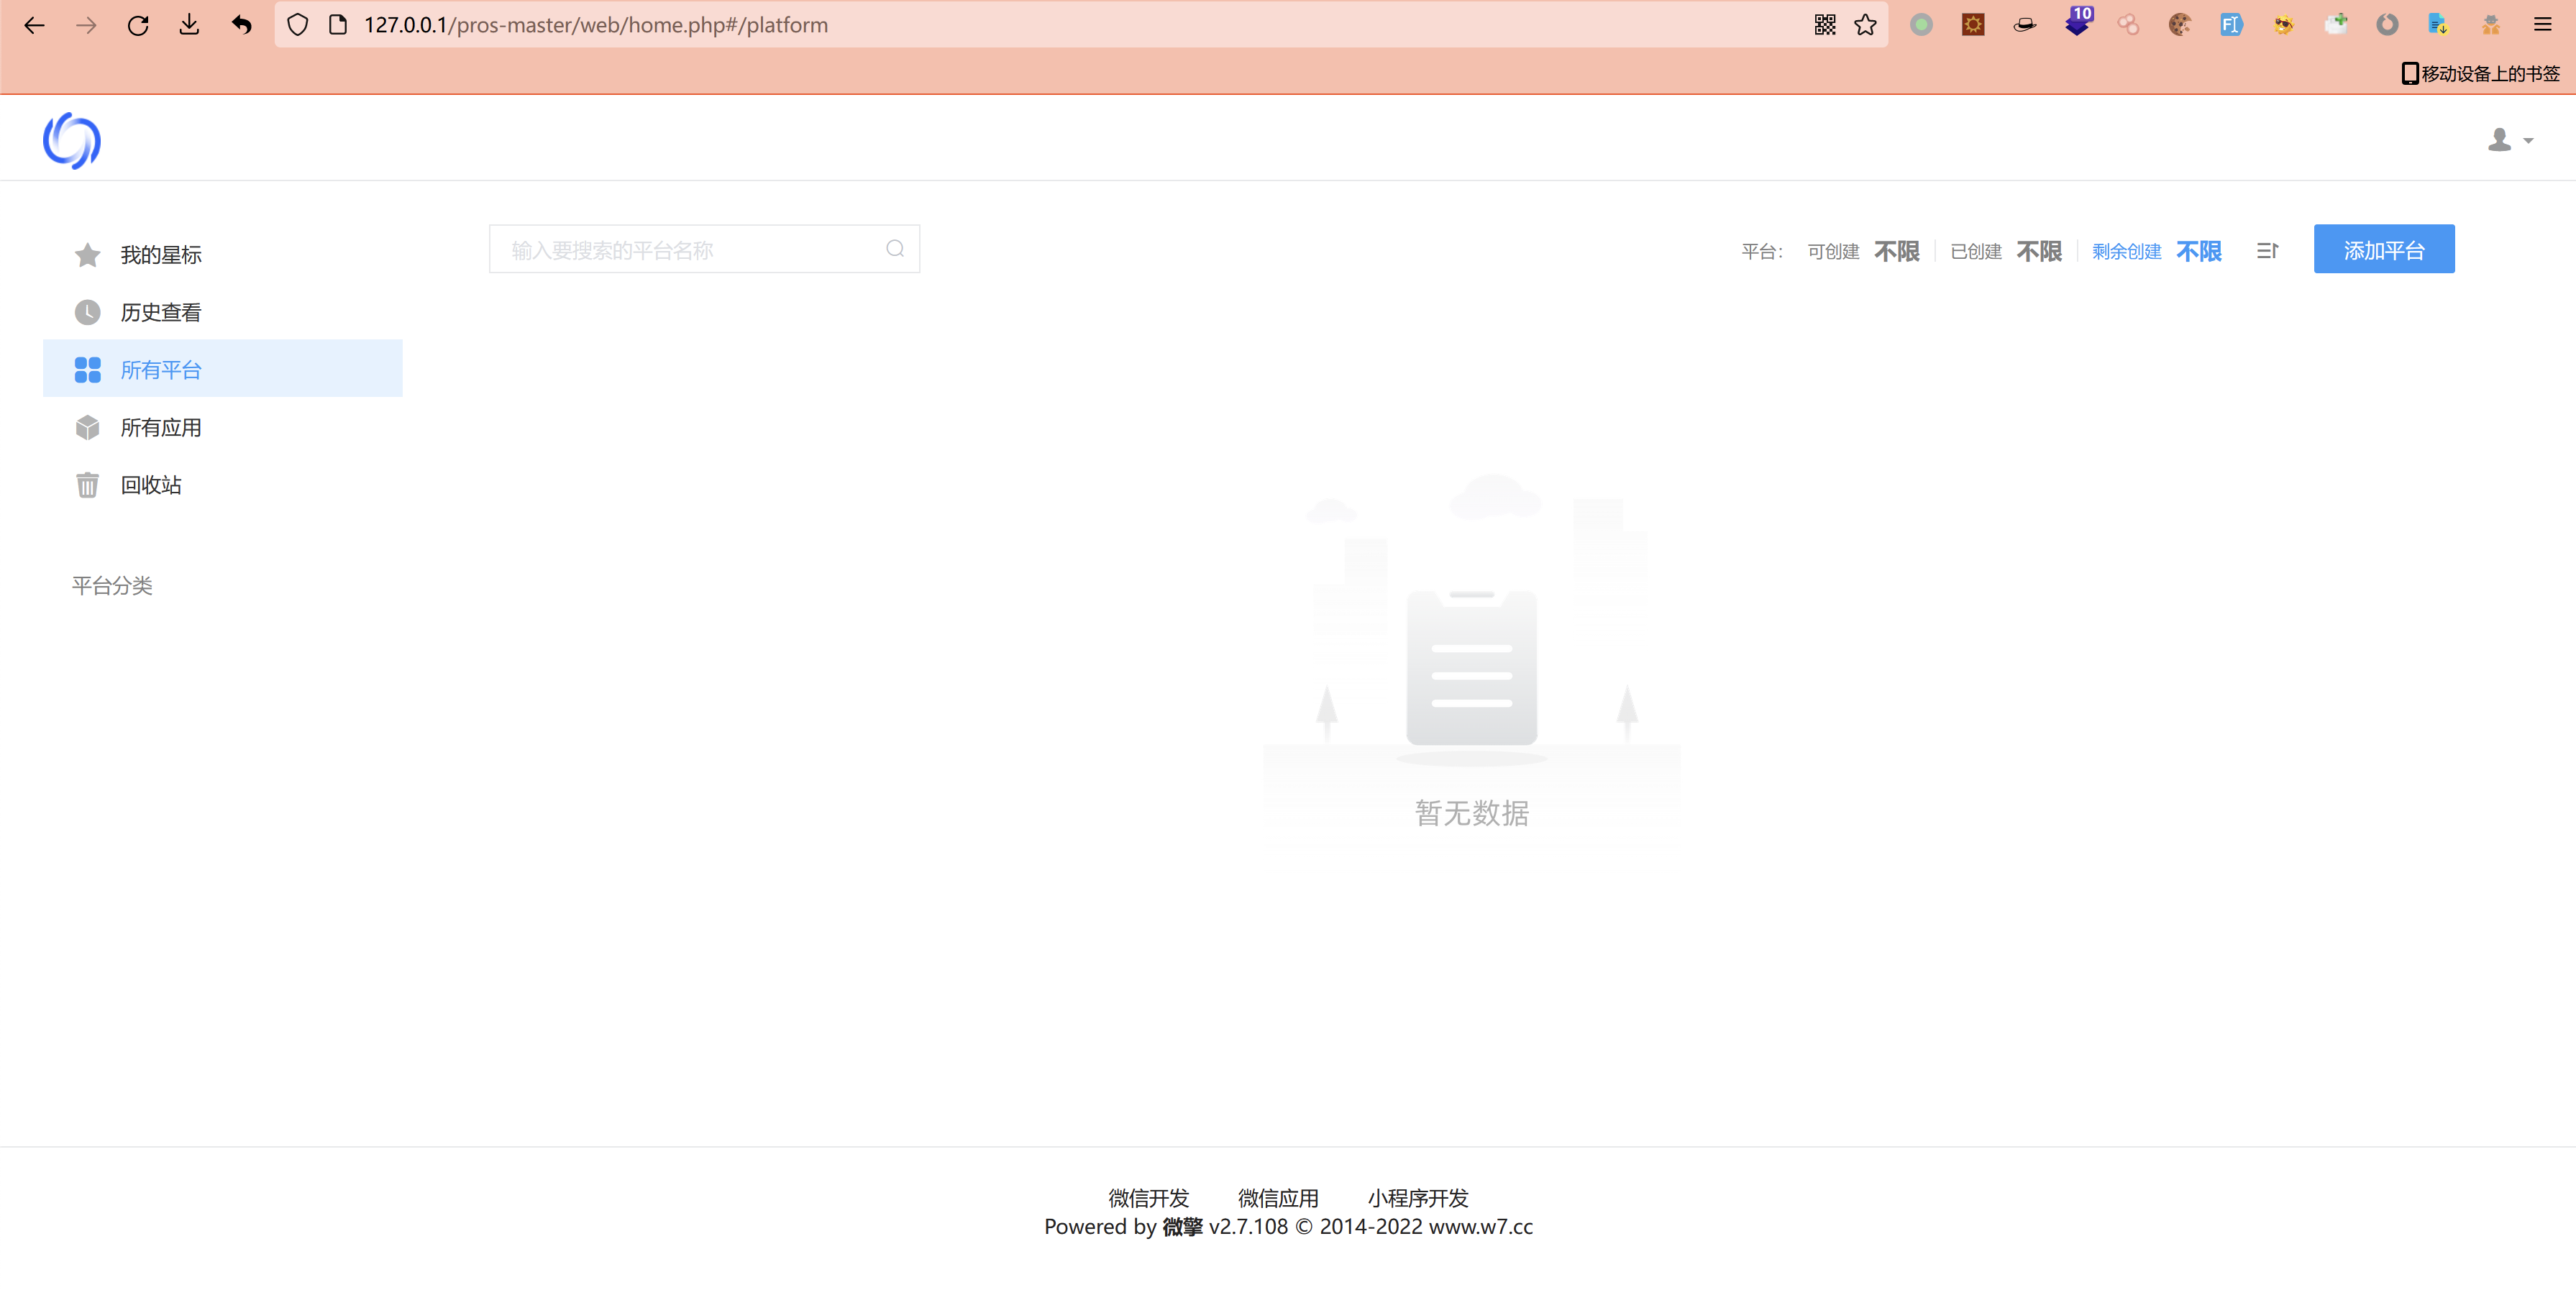 127.0.0.1/pros-master/web/home.php#/platform
10
移动设备上的书签
我的星标
历史查看
所有平台
所有应用
回收站
平台分类
输入要搜索的平台名称
平台： 可创建 不限 已创建 不限 剩余创建 不限
添加平台
暂无数据
微信开发 微信应用 小程序开发
Powered by 微擎 v2.7.108 © 2014-2022 www.w7.cc